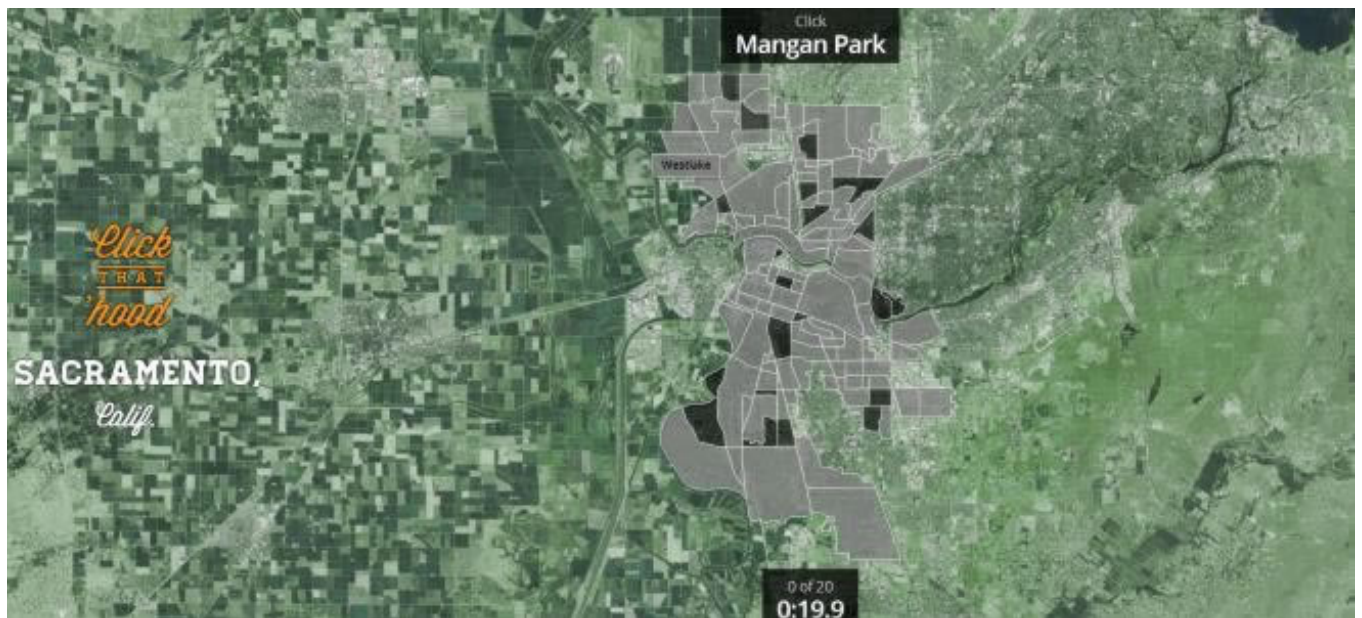 Click
Mangan Park
Westlake
"Click
THAT
'hood
SACRAMENTO,
Calif.
0 of 20
0:19.9